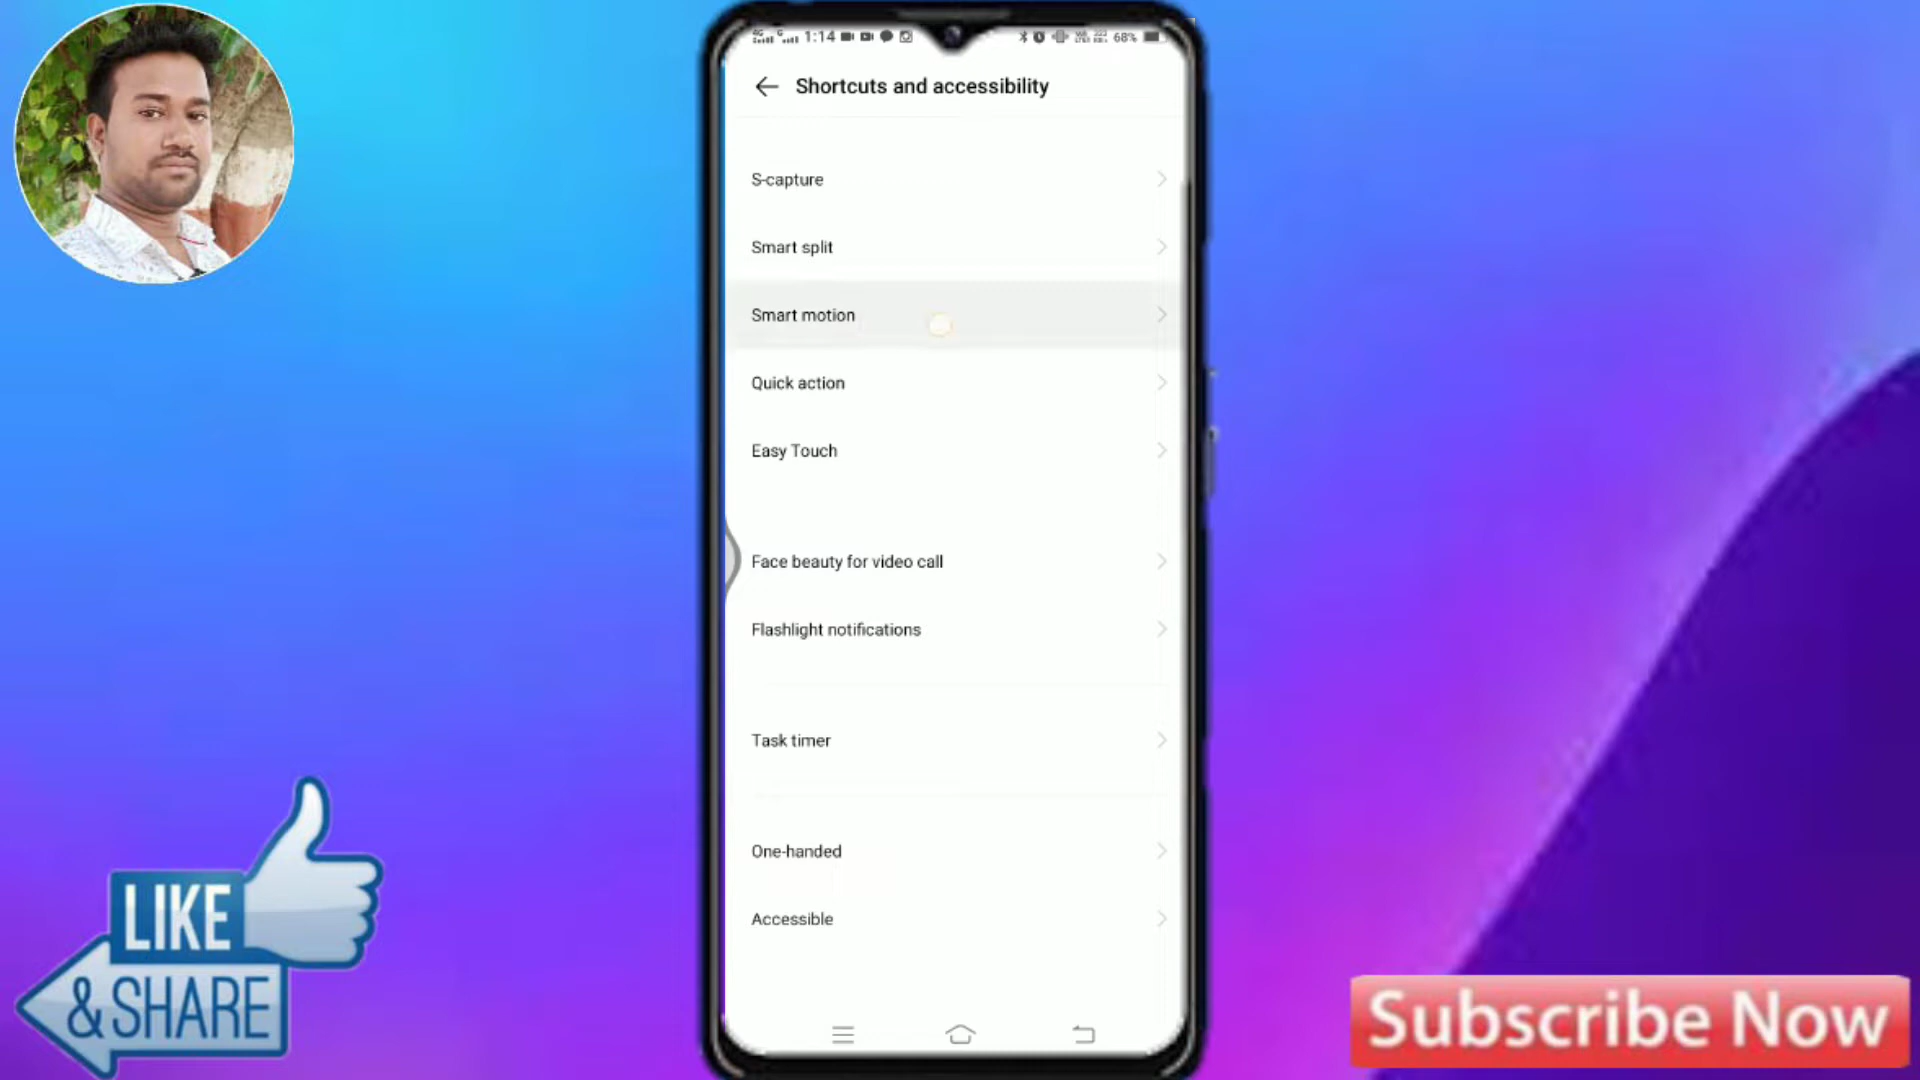 1:14
68%
Shortcuts and accessibility
S-capture
Smart split
Smart motion
Quick action
Easy Touch
Face beauty for video call
Flashlight notifications
Task timer
One-handed
Accessible
LIKE
&SHARE
Subscribe Now